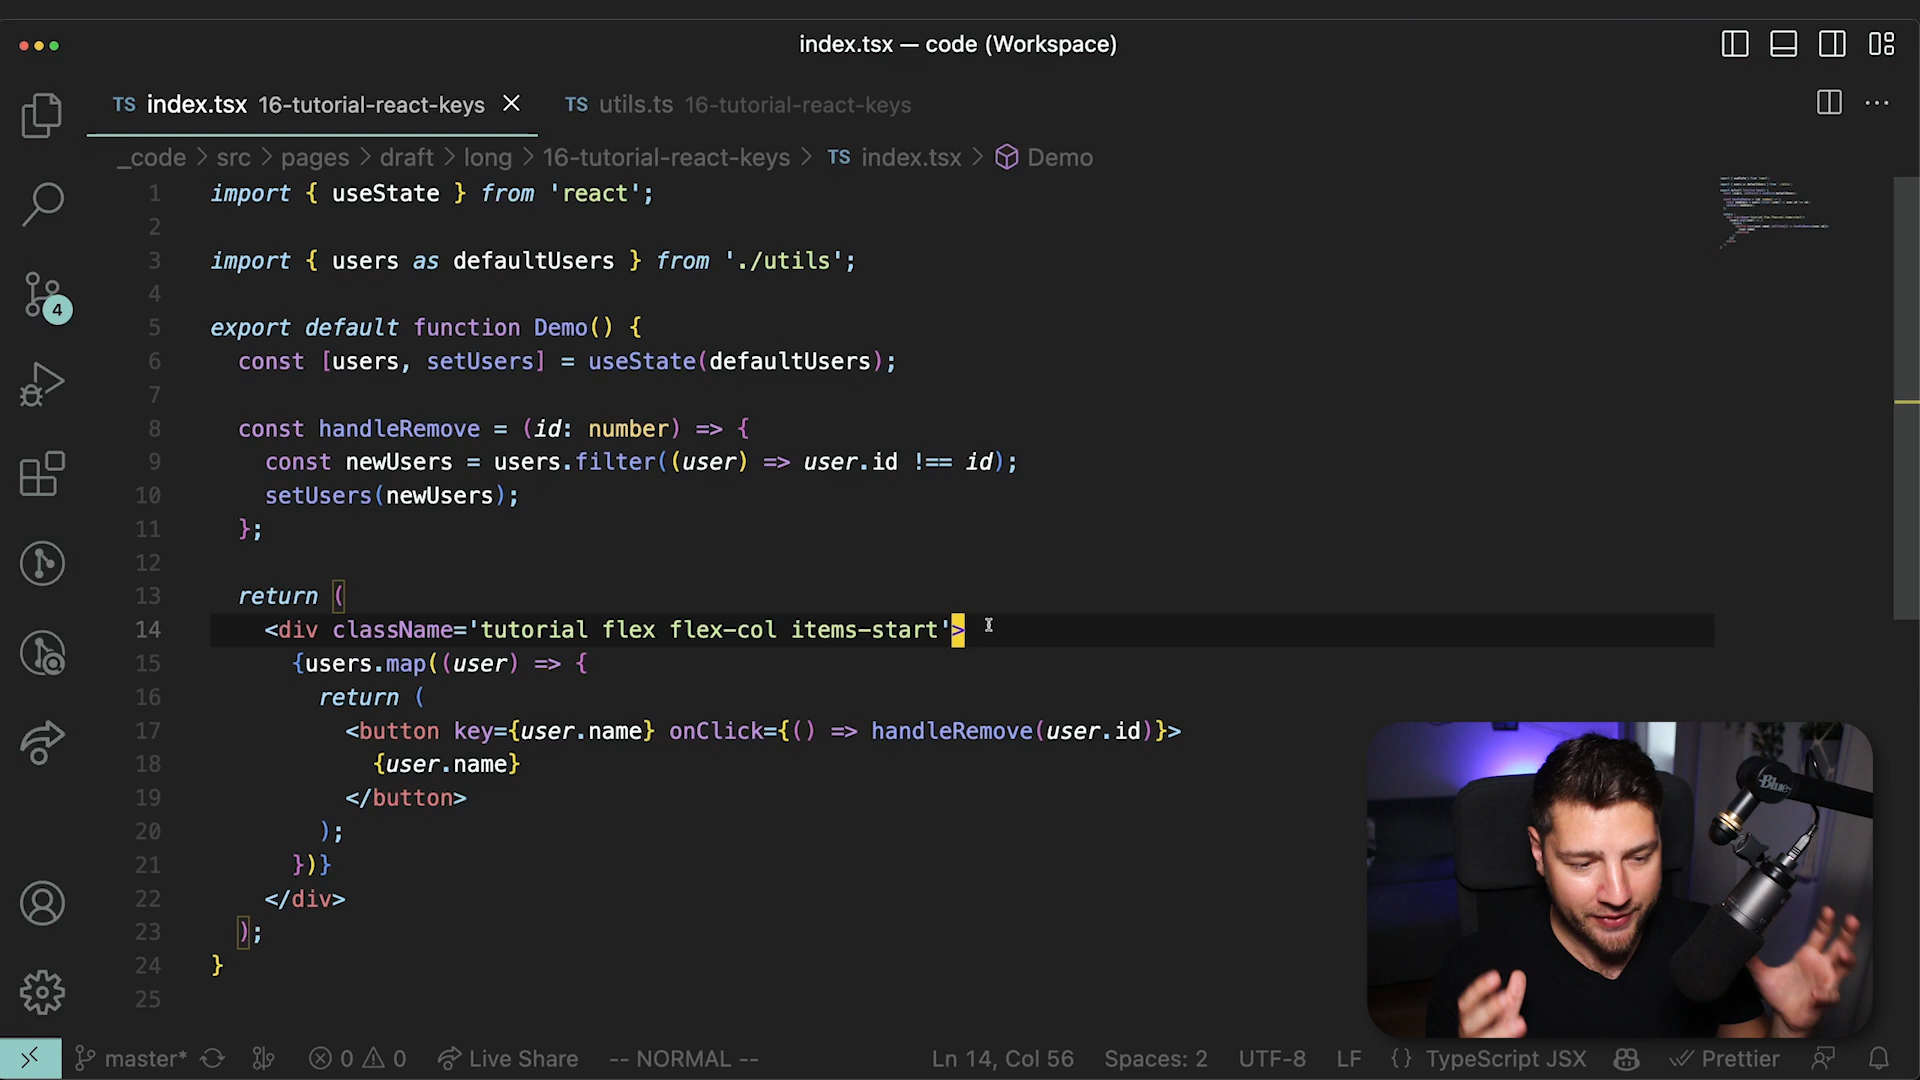 index.tsx — code (Workspace)
TS index.tsx 16-tutorial-react-keys TS utils.ts 16-tutorial-react-keys
_code > src > pages > draft > long > 16-tutorial-react-keys > TS index.tsx > Demo
1 import { useState } from 'react';
2
3 import { users as defaultUsers } from './utils';
4
5 export default function Demo() {
6 const [users, setUsers] = useState(defaultUsers);
7
8 const handleRemove = (id: number) => {
9 const newUsers = users.filter((user) => user.id !== id);
10 setUsers(newUsers);
11 };
12
13 return (
14 <div className='tutorial flex flex-col items-start'>
15 {users.map((user) => {
16 return (
17 <button key={user.name} onClick={() => handleRemove(user.id)}>
18 {user.name}
19 </button>
20 );
21 })}
22 </div>
23 );
24 }
25
4
Blue
master* 0 0 Live Share -- NORMAL -- Ln 14, Col 56 Spaces: 2 UTF-8 LF {} TypeScript JSX Prettier